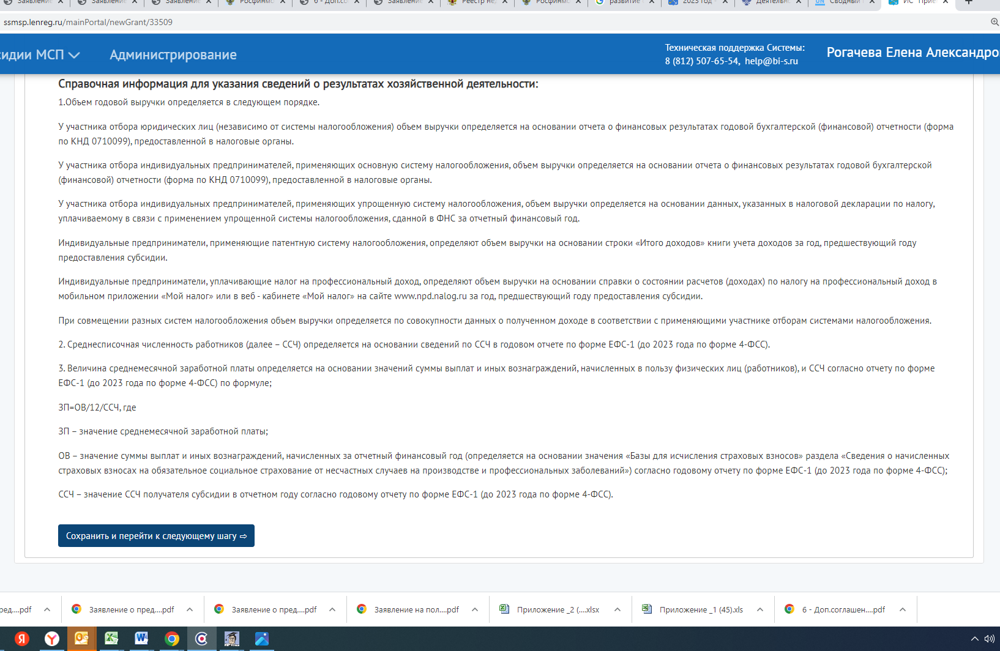 Заявление
Заявление
Заявление
Росфинмо
6 - Доп.со
Заявление
Реестр не
Росфинмо
развитие
2023 год -
Деятельн
Сводный
ИС "Прие
ssmsp.lenreg.ru/mainPortal/newGrant/33509
сидии МСП
Администрирование
Техническая поддержка Системы:
8 (812) 507-65-54, help@bi-s.ru
Рогачева Елена Александро
Справочная информация для указания сведений о результатах хозяйственной деятельности:
1.Объем годовой выручки определяется в следующем порядке.
У участника отбора юридических лиц (независимо от системы налогообложения) объем выручки определяется на основании отчета о финансовых результатах годовой бухгалтерской (финансовой) отчетности (форма
по КНД 0710099), предоставленной в налоговые органы.
У участника отбора индивидуальных предпринимателей, применяющих основную систему налогообложения, объем выручки определяется на основании отчета о финансовых результатах годовой бухгалтерской
(финансовой) отчетности (форма по КНД 0710099), предоставленной в налоговые органы.
У участника отбора индивидуальных предпринимателей, применяющих упрощенную систему налогообложения, объем выручки определяется на основании данных, указанных в налоговой декларации по налогу,
уплачиваемому в связи с применением упрощенной системы налогообложения, сданной в ФНС за отчетный финансовый год.
Индивидуальные предприниматели, применяющие патентную систему налогообложения, определяют объем выручки на основании строки «Итого доходов» книги учета доходов за год, предшествующий году
предоставления субсидии.
Индивидуальные предприниматели, уплачивающие налог на профессиональный доход, определяют объем выручки на основании справки о состоянии расчетов (доходах) по налогу на профессиональный доход в
мобильном приложении «Мой налог» или в веб - кабинете «Мой налог» на сайте www.npd.nalog.ru за год, предшествующий году предоставления субсидии.
При совмещении разных систем налогообложения объем выручки определяется по совокупности данных о полученном доходе в соответствии с применяющими участнике отборам системами налогообложения.
2. Среднесписочная численность работников (далее – ССЧ) определяется на основании сведений по ССЧ в годовом отчете по форме ЕФС-1 (до 2023 года по форме 4-ФСС).
3. Величина среднемесячной заработной платы определяется на основании значений суммы выплат и иных вознаграждений, начисленных в пользу физических лиц (работников), и ССЧ согласно отчету по форме
ЕФС-1 (до 2023 года по форме 4-ФСС) по формуле;
ЗП=ОВ/12/ССЧ, где
ЗП – значение среднемесячной заработной платы;
ОВ – значение суммы выплат и иных вознаграждений, начисленных за отчетный финансовый год (определяется на основании значения «Базы для исчисления страховых взносов» раздела «Сведения о начисленных
страховых взносах на обязательное социальное страхование от несчастных случаев на производстве и профессиональных заболеваний») согласно годовому отчету по форме ЕФС-1 (до 2023 года по форме 4-ФСС);
ССЧ – значение ССЧ получателя субсидии в отчетном году согласно годовому отчету по форме ЕФС-1 (до 2023 года по форме 4-ФСС).
Сохранить и перейти к следующему шагу ⇨
ред....pdf
Заявление о пред....pdf
Заявление о пред....pdf
Заявление на пол....pdf
Приложение _2 (....xlsx
Приложение _1 (45).xls
6 - Доп.соглашен....pdf